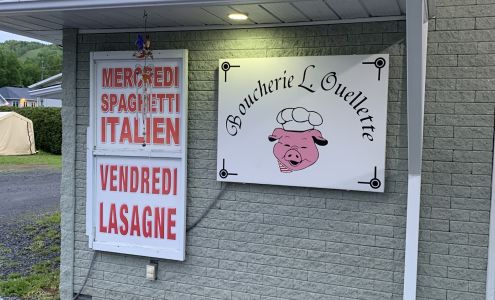 MERCREDI
SPAGHETTI
ITALIEN
VENDREDI
LASAGNE
Boucherie L. Ouellette